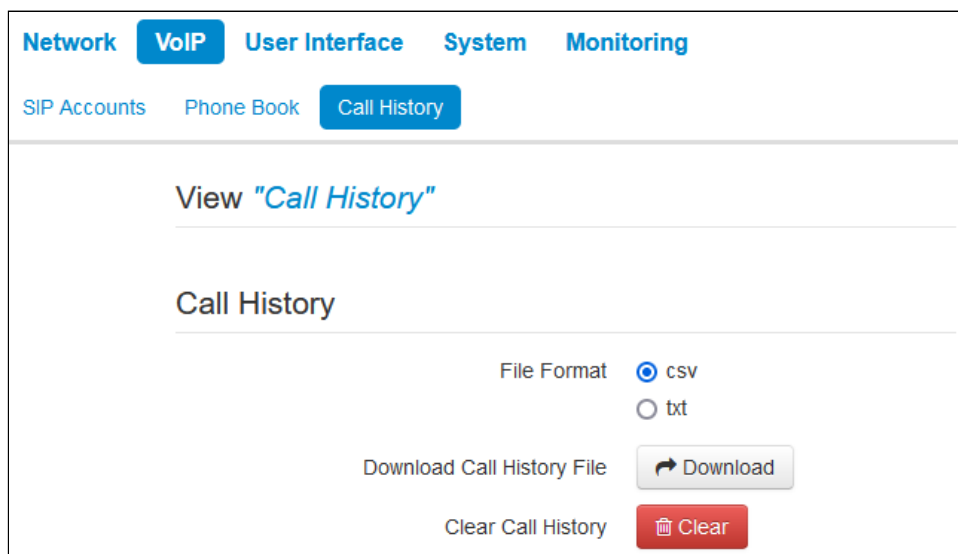 Network VoIP User Interface System Monitoring
SIP Accounts Phone Book Call History
View "Call History"
Call History
File Format csv
txt
Download Call History File Download
Clear Call History Clear